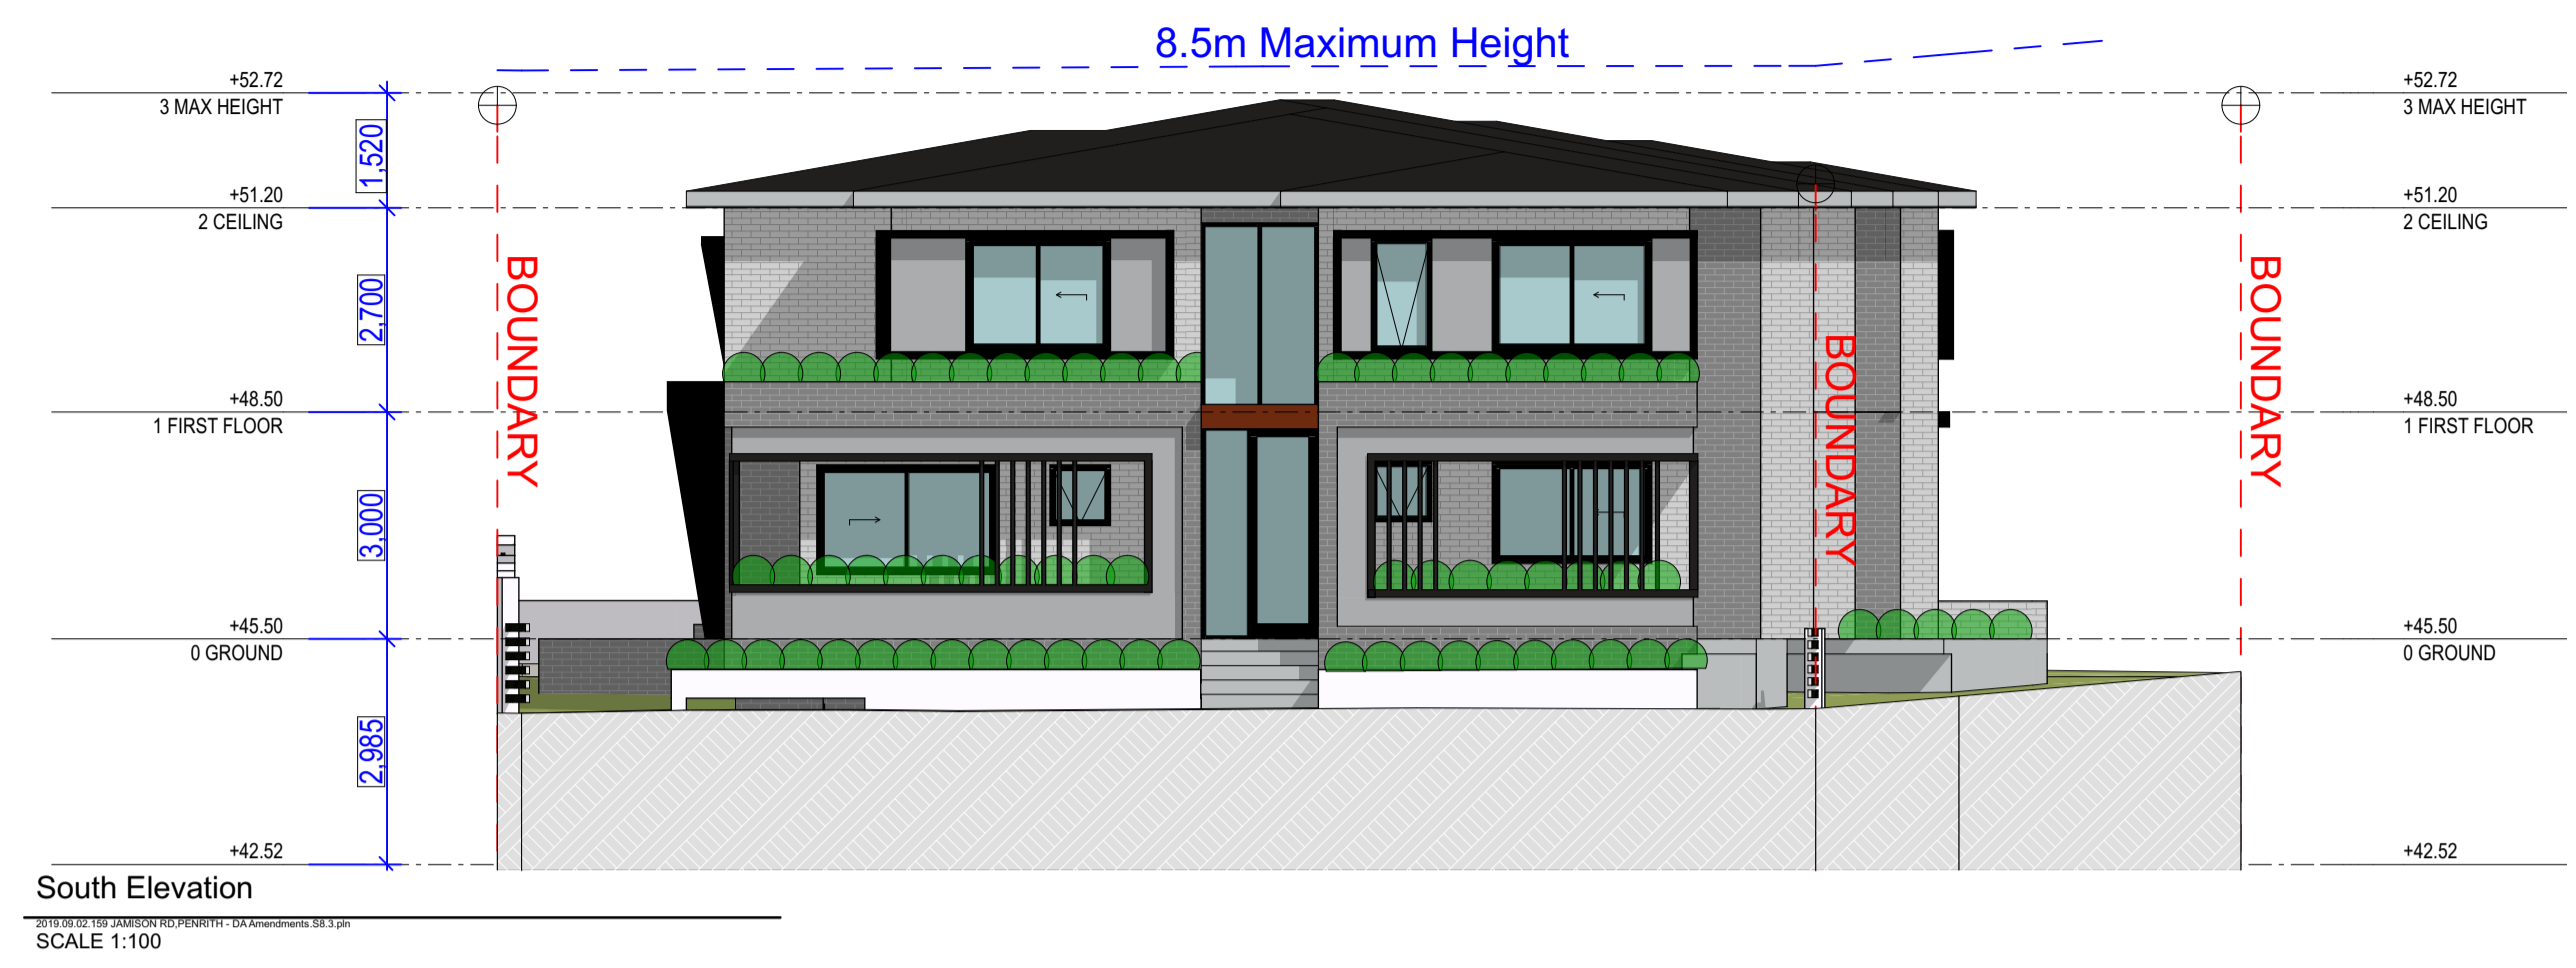 8.5m Maximum Height
+52.72
3 MAX HEIGHT
1,520
+51.20
2 CEILING
2,700
+48.50
1 FIRST FLOOR
3,000
+45.50
0 GROUND
2,985
+42.52
BOUNDARY
BOUNDARY
BOUNDARY
+52.72
3 MAX HEIGHT
+51.20
2 CEILING
+48.50
1 FIRST FLOOR
+45.50
0 GROUND
+42.52
South Elevation
2019.09.02.159 JAMISON RD,PENRITH - DA Amendments.S8.3.pln
SCALE 1:100